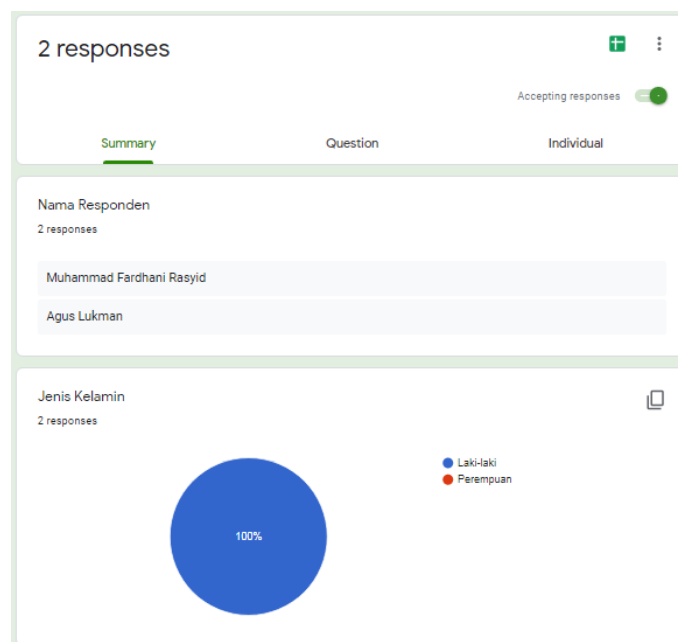 2 responses
Accepting responses
Summary
Question
Individual
Nama Responden
2 responses
Muhammad Fardhani Rasyid
Agus Lukman
Jenis Kelamin
2 responses
100%
Laki-laki
Perempuan